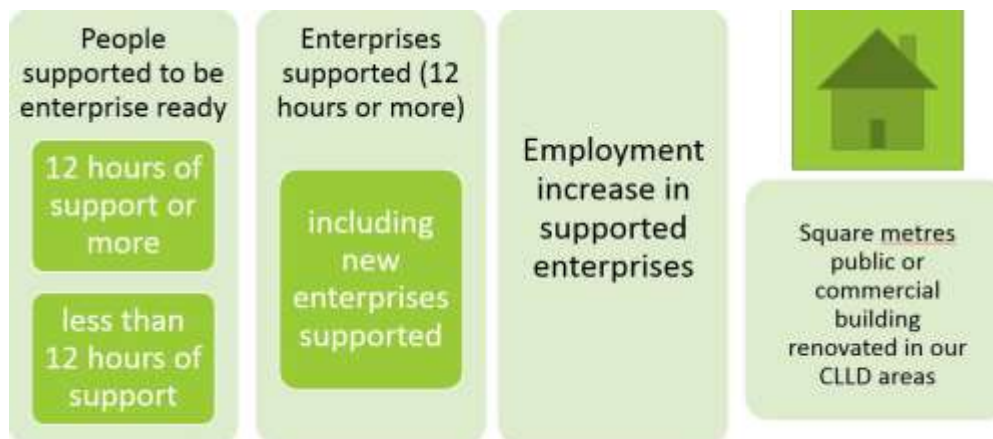 People
supported to be
enterprise ready
12 hours of
support or
more
less than
12 hours of
support
Enterprises
supported (12
hours or more)
including
new
enterprises
supported
Employment
increase in
supported
enterprises
Square metres
public or
commercial
building
renovated in our
CLLD areas